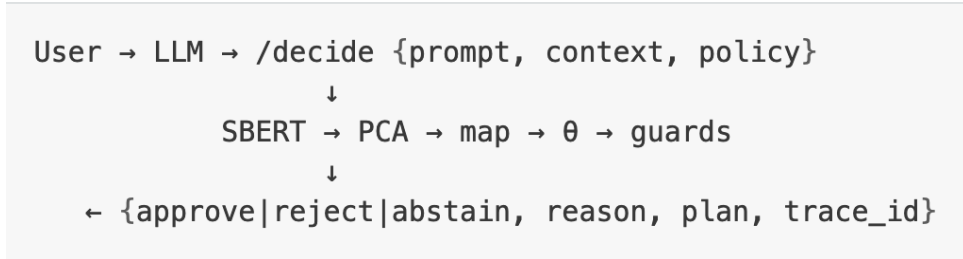 User → LLM → /decide {prompt, context, policy}
↓
SBERT → PCA → map → θ → guards
↓
← {approve|reject|abstain, reason, plan, trace_id}